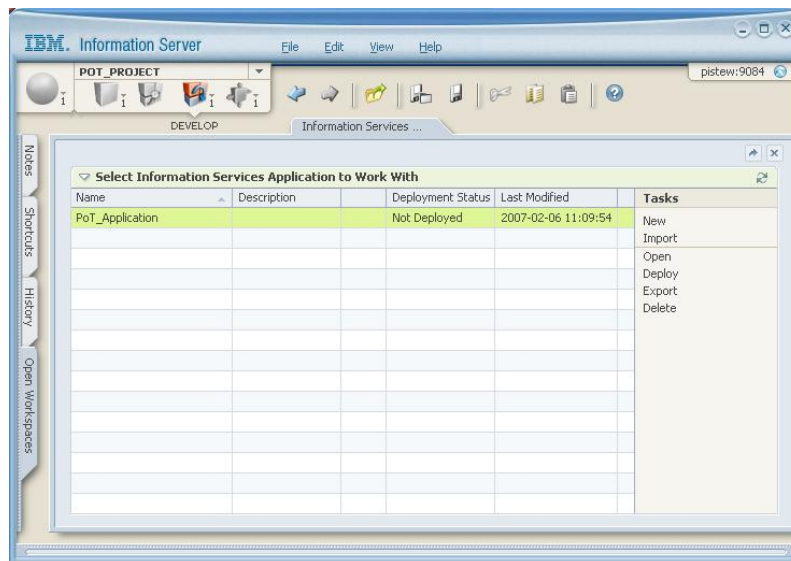 IBM. Information Server
File Edit View Help
POT_PROJECT
pistew:9084
DEVELOP
Information Services ...
Notes
Shortcuts
History
Open Workspaces
Select Information Services Application to Work With
Name Description Deployment Status Last Modified Tasks
PoT_Application Not Deployed 2007-02-06 11:09:54
New
Import
Open
Deploy
Export
Delete